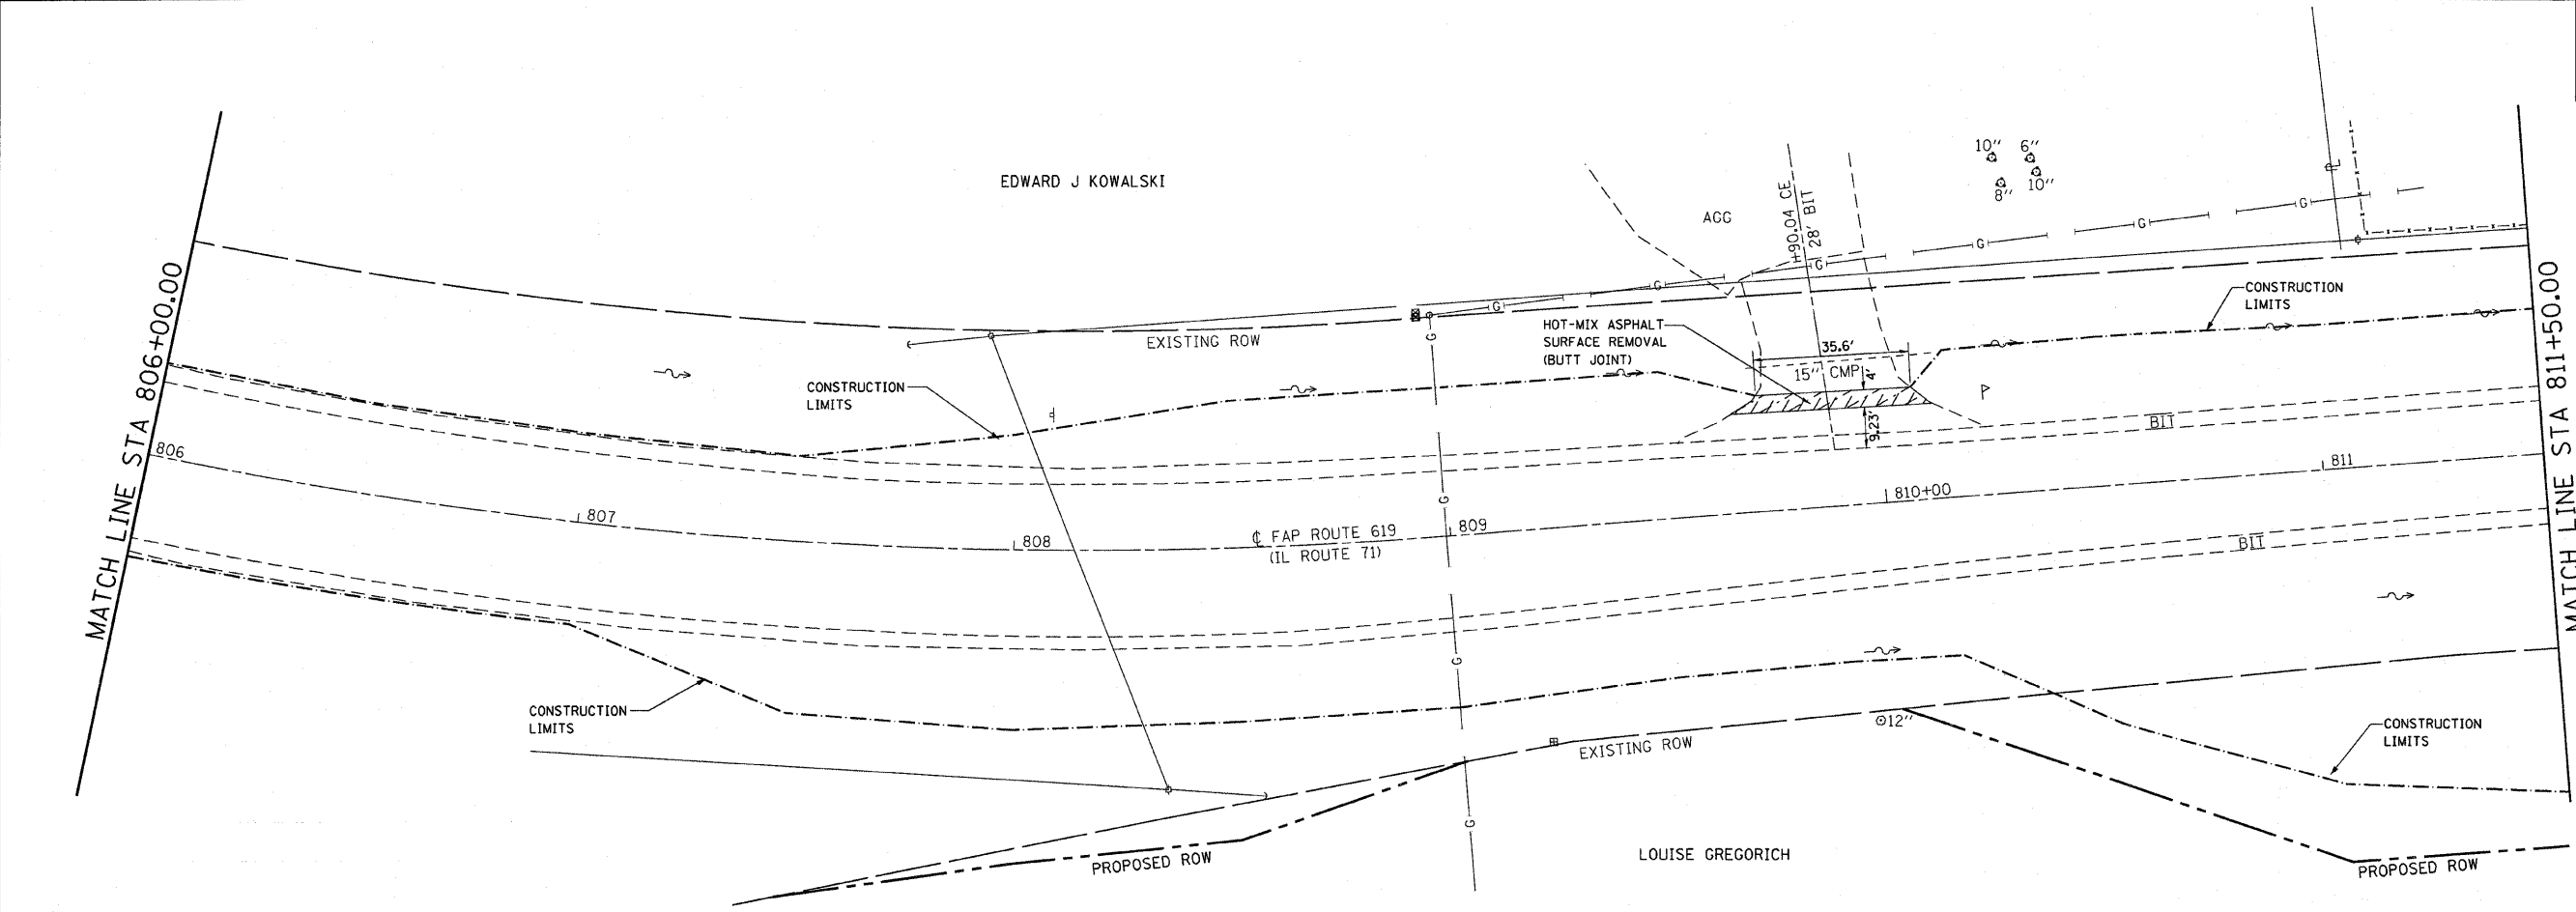 MATCH LINE STA 806+00.00
EDWARD J KOWALSKI
EXISTING ROW
CONSTRUCTION
LIMITS
806
807
808
℄ FAP ROUTE 619
(IL ROUTE 71)
809
810+00
811
G
G
G
G
G
G
G
G
G
G
G
HOT-MIX ASPHALT
SURFACE REMOVAL
(BUTT JOINT)
AGG
+90.04 CE
28' BIT
35.6'
15" CMP
4'
9.23'
P
10"
6"
8"
10"
PL
CONSTRUCTION
LIMITS
BIT
BIT
MATCH LINE STA 811+50.00
CONSTRUCTION
LIMITS
EXISTING ROW
12"
PROPOSED ROW
LOUISE GREGORICH
CONSTRUCTION
LIMITS
PROPOSED ROW